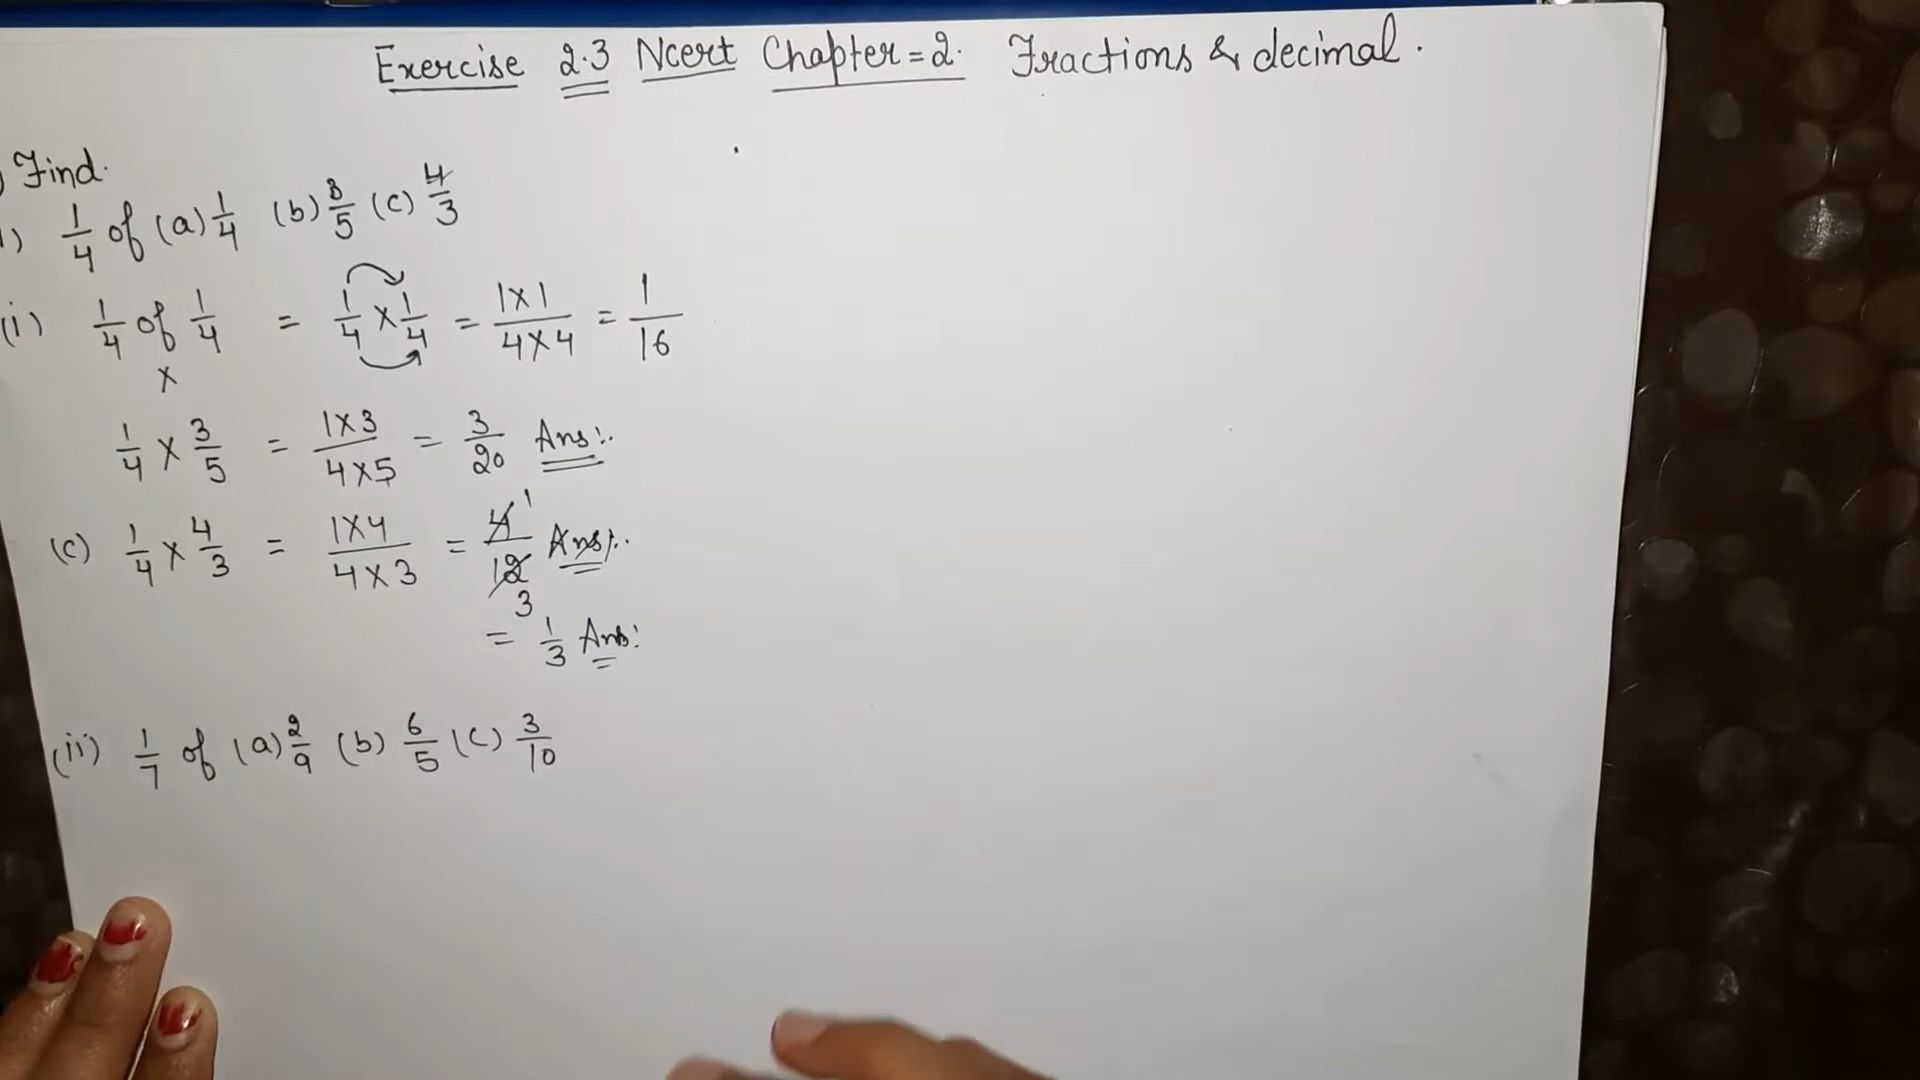 Exercise 2.3 Ncert Chapter = 2. Fractions & decimal.
) Find.
1) 1/4 of (a) 1/4 (b) 3/5 (c) 4/3
(i) 1/4 of 1/4 = 1/4 × 1/4 = 1×1/4×4 = 1/16
×
1/4 × 3/5 = 1×3/4×5 = 3/20 Ans:.
(c) 1/4 × 4/3 = 1×4/4×3 = 4/12 Ans:.
1
3
= 1/3 Ans:
(ii) 1/7 of (a) 2/9 (b) 6/5 (c) 3/10